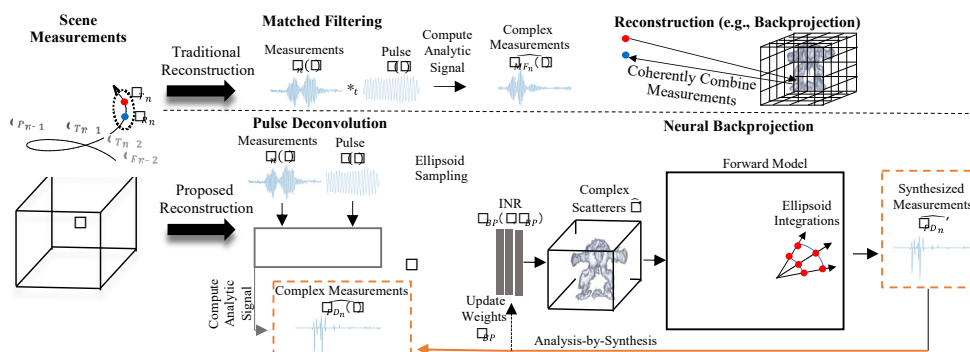 Scene
Measurements
Matched Filtering
Reconstruction (e.g., Backprojection)
Traditional
Reconstruction
Measurements
Pulse
Compute
Analytic
Signal
Complex
Measurements
Coherently Combine
Measurements
Pulse Deconvolution
Neural Backprojection
Measurements
Pulse
Ellipsoid
Sampling
Proposed
Reconstruction
INR
Complex
Scatterers
Forward Model
Ellipsoid
Integrations
Synthesized
Measurements
Compute
Analytic
Signal
Complex Measurements
Update
Weights
Analysis-by-Synthesis